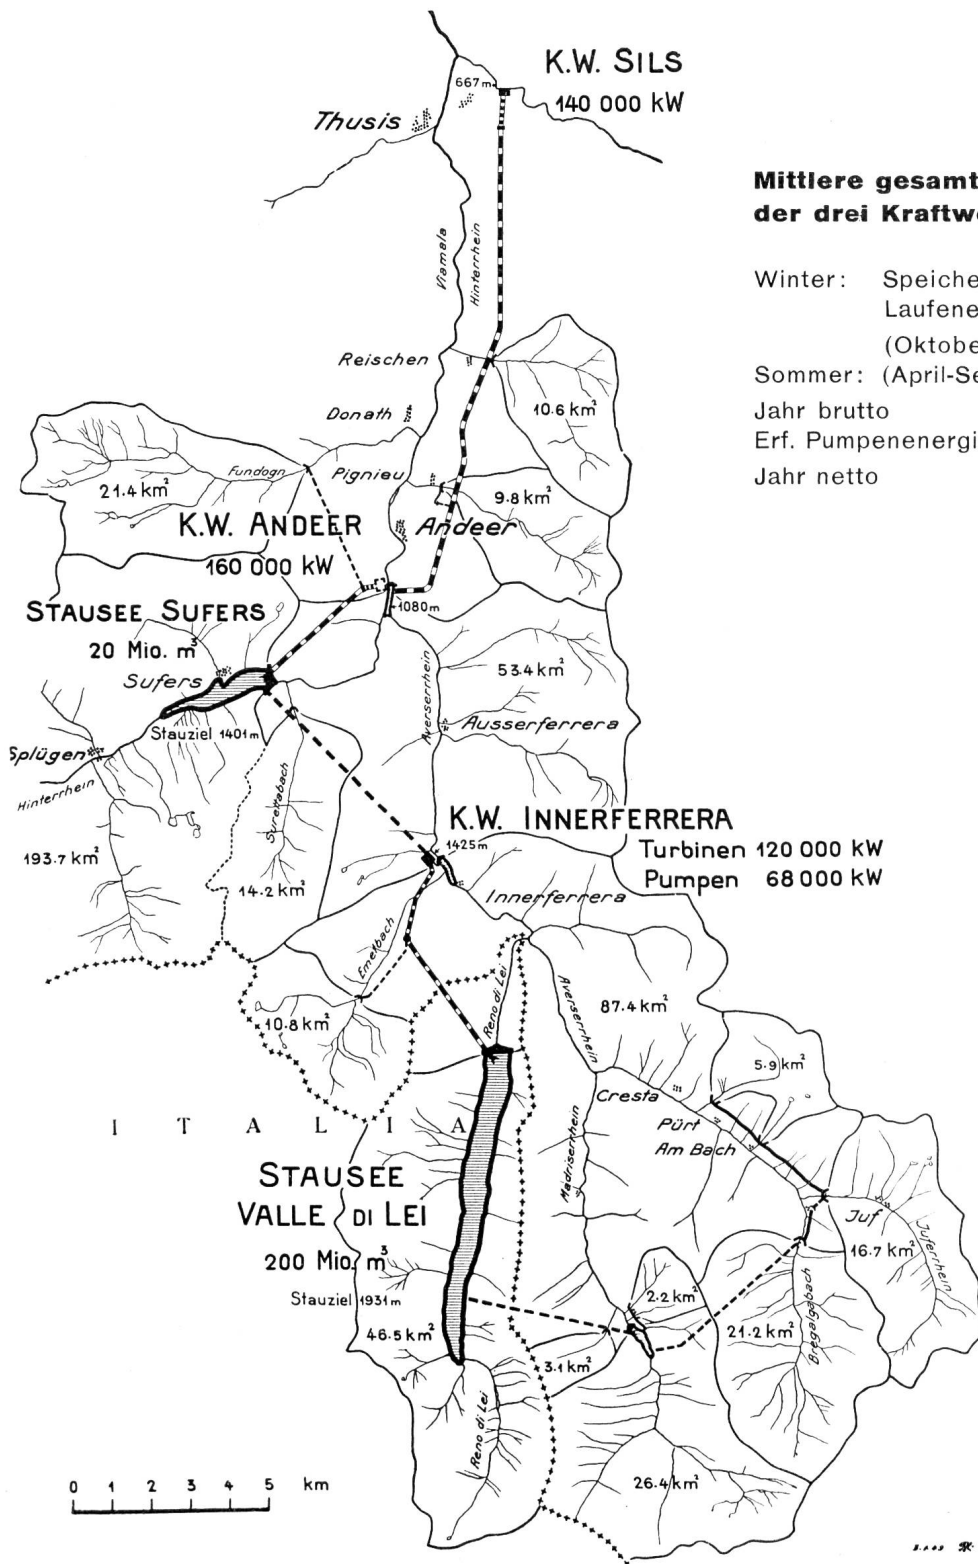 K.W. SILS
667 m
140 000 kW
Thusis
Mittlere gesamt
der drei Kraftw
Viamala
Hinterrhein
Winter: Speiche
Laufene
(Oktobe
Reischen
Sommer: (April-Se
10.6 km²
Donath
Jahr brutto
Erf. Pumpenenergi
Fundogn
Pignieu
Jahr netto
21.4 km²
9.8 km²
K.W. ANDEER
Andeer
160 000 kW
1080 m
STAUSEE SUFERS
20 Mio. m³
Sufers
53.4 km²
Averserrhein
Ausserferrera
Stauziel 1401 m
Splügen
Hinterrhein
Surettabach
K.W. INNERFERRERA
1425 m
Turbinen 120 000 kW
193.7 km²
14.2 km²
Pumpen 68 000 kW
Innerferrera
Emetbach
Reno di Lei
Averserrhein
87.4 km²
10.8 km²
5.9 km²
Cresta
ITALIA
Pürt
Am Bach
Madriserrhein
STAUSEE
VALLE DI LEI
Juf
Juferrhein
200 Mio. m³
16.7 km²
Stauziel 1931 m
2.2 km²
46.5 km²
21.2 km²
Bregalgabach
3.1 km²
Reno di Lei
26.4 km²
0 1 2 3 4 5 km